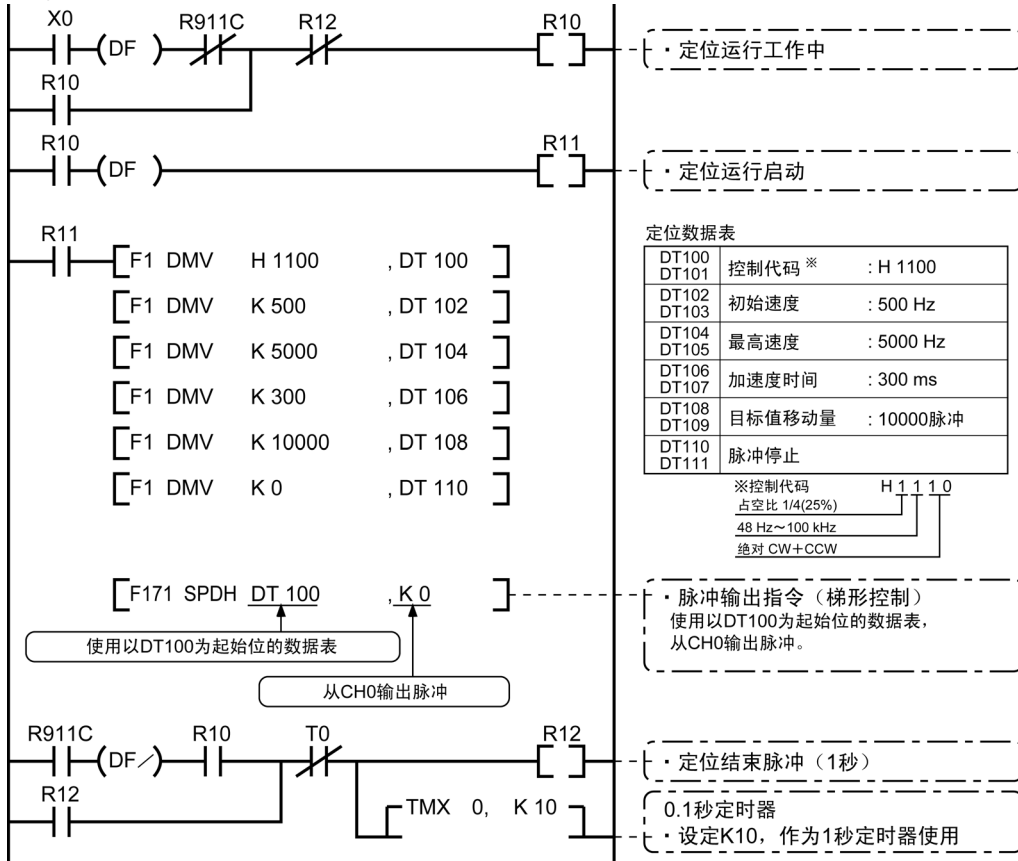 X0 R911C R12 R10
(DF )
· 定位运行工作中
R10
R10 R11
(DF )
· 定位运行启动
R11
F1 DMV H 1100 , DT 100
F1 DMV K 500 , DT 102
F1 DMV K 5000 , DT 104
F1 DMV K 300 , DT 106
F1 DMV K 10000 , DT 108
F1 DMV K 0 , DT 110
定位数据表
DT100
DT101 控制代码 ※ : H 1100
DT102
DT103 初始速度 : 500 Hz
DT104
DT105 最高速度 : 5000 Hz
DT106
DT107 加速度时间 : 300 ms
DT108
DT109 目标值移动量 : 10000脉冲
DT110
DT111 脉冲停止
※控制代码 H 1 1 1 0
占空比 1/4(25%)
48 Hz～100 kHz
绝对 CW＋CCW
F171 SPDH DT 100 , K 0
· 脉冲输出指令（梯形控制）
使用以DT100为起始位的数据表，
从CH0输出脉冲。
使用以DT100为起始位的数据表
从CH0输出脉冲
R911C R10 T0 R12
(DF/)
· 定位结束脉冲（1秒）
R12
TMX 0, K 10
0.1秒定时器
· 设定K10，作为1秒定时器使用